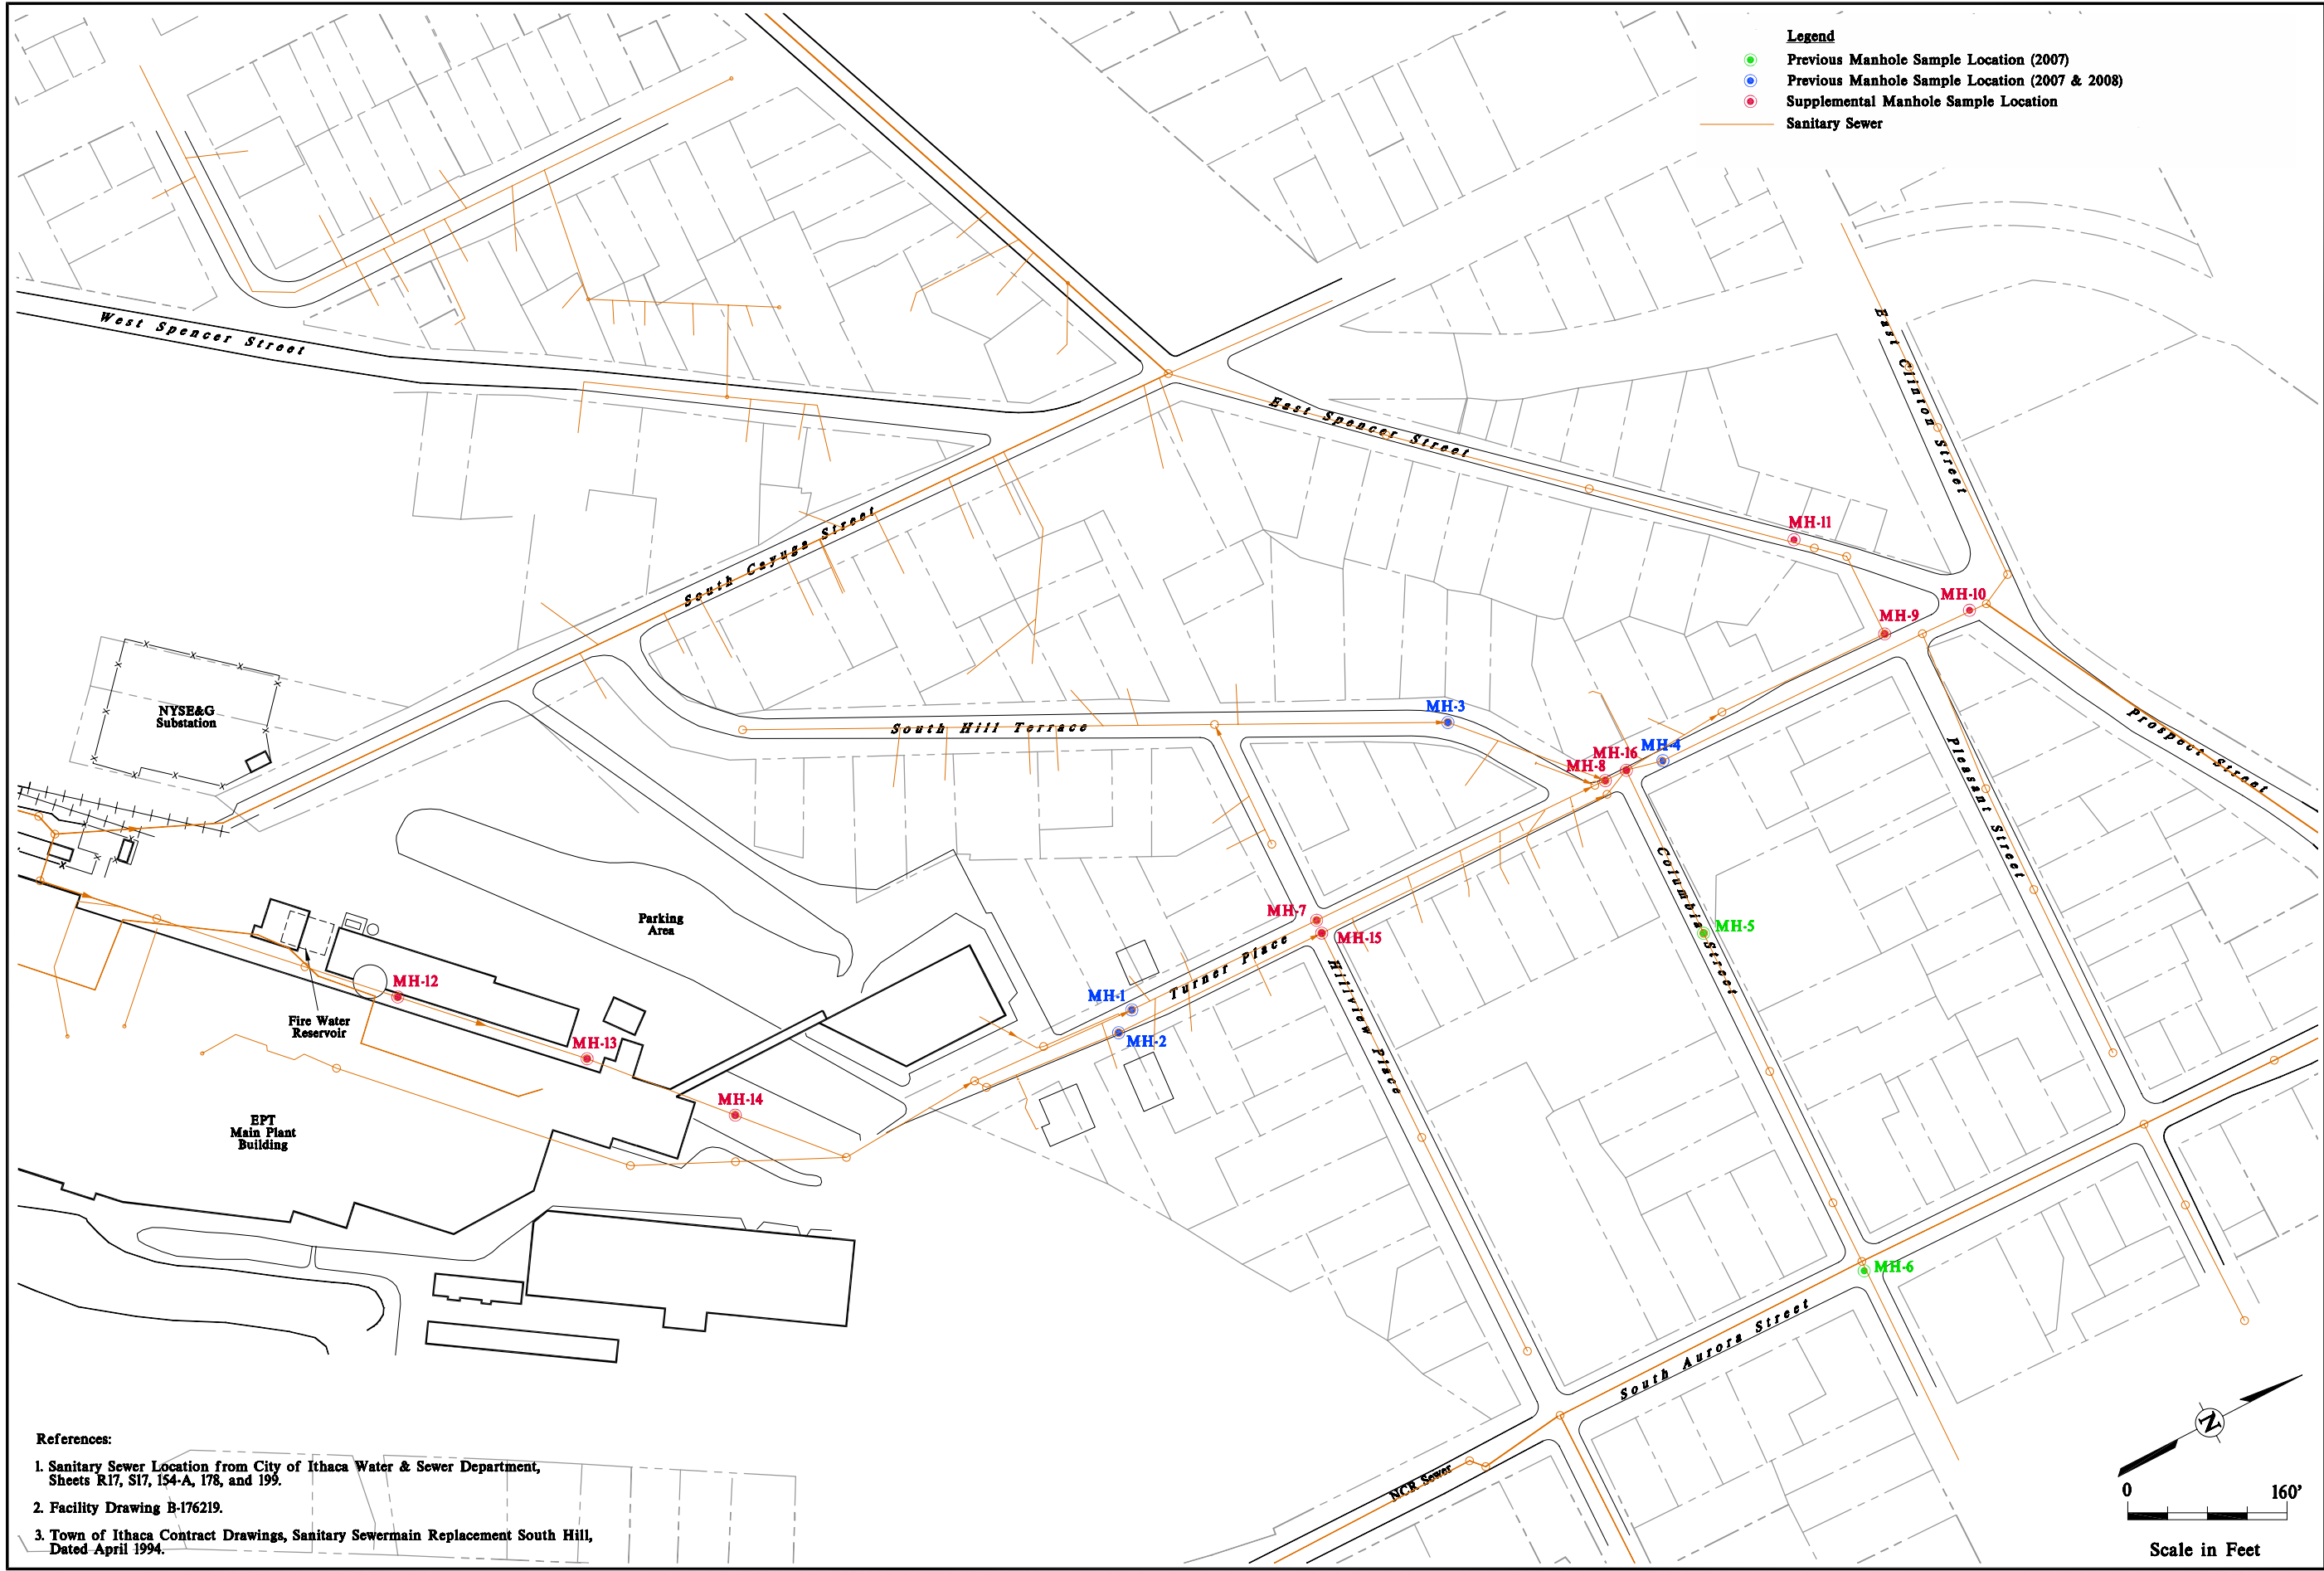 Legend
Previous Manhole Sample Location (2007)
Previous Manhole Sample Location (2007 & 2008)
Supplemental Manhole Sample Location
Sanitary Sewer
West Spencer Street
East Clinton Street
East Spencer Street
MH-11
South Cayuga Street
MH-10
MH-9
NYSE&G
Substation
South Hill Terrace
MH-3
MH-16
MH-4
MH-8
Prospect Street
Pleasant Street
Columbia Street
Parking
Area
MH-7
MH-15
MH-5
Turner Place
Hillview Place
MH-12
MH-1
MH-2
Fire Water
Reservoir
MH-13
MH-14
EPT
Main Plant
Building
MH-6
South Aurora Street
NCR Sewer
N
References:
1. Sanitary Sewer Location from City of Ithaca Water & Sewer Department,
Sheets R17, S17, 154-A, 178, and 199.
2. Facility Drawing B-176219.
3. Town of Ithaca Contract Drawings, Sanitary Sewermain Replacement South Hill,
Dated April 1994.
0 160'
Scale in Feet